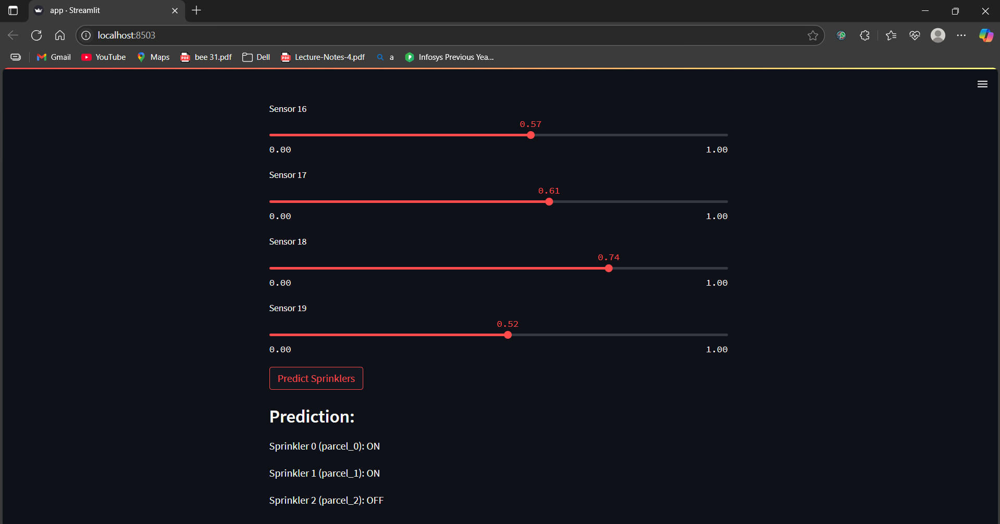 app · Streamlit
localhost:8503
Gmail YouTube Maps bee 31.pdf Dell Lecture-Notes-4.pdf a Infosys Previous Yea...
Sensor 16
0.57
0.00 1.00
Sensor 17
0.61
0.00 1.00
Sensor 18
0.74
0.00 1.00
Sensor 19
0.52
0.00 1.00
Predict Sprinklers
Prediction:
Sprinkler 0 (parcel_0): ON
Sprinkler 1 (parcel_1): ON
Sprinkler 2 (parcel_2): OFF